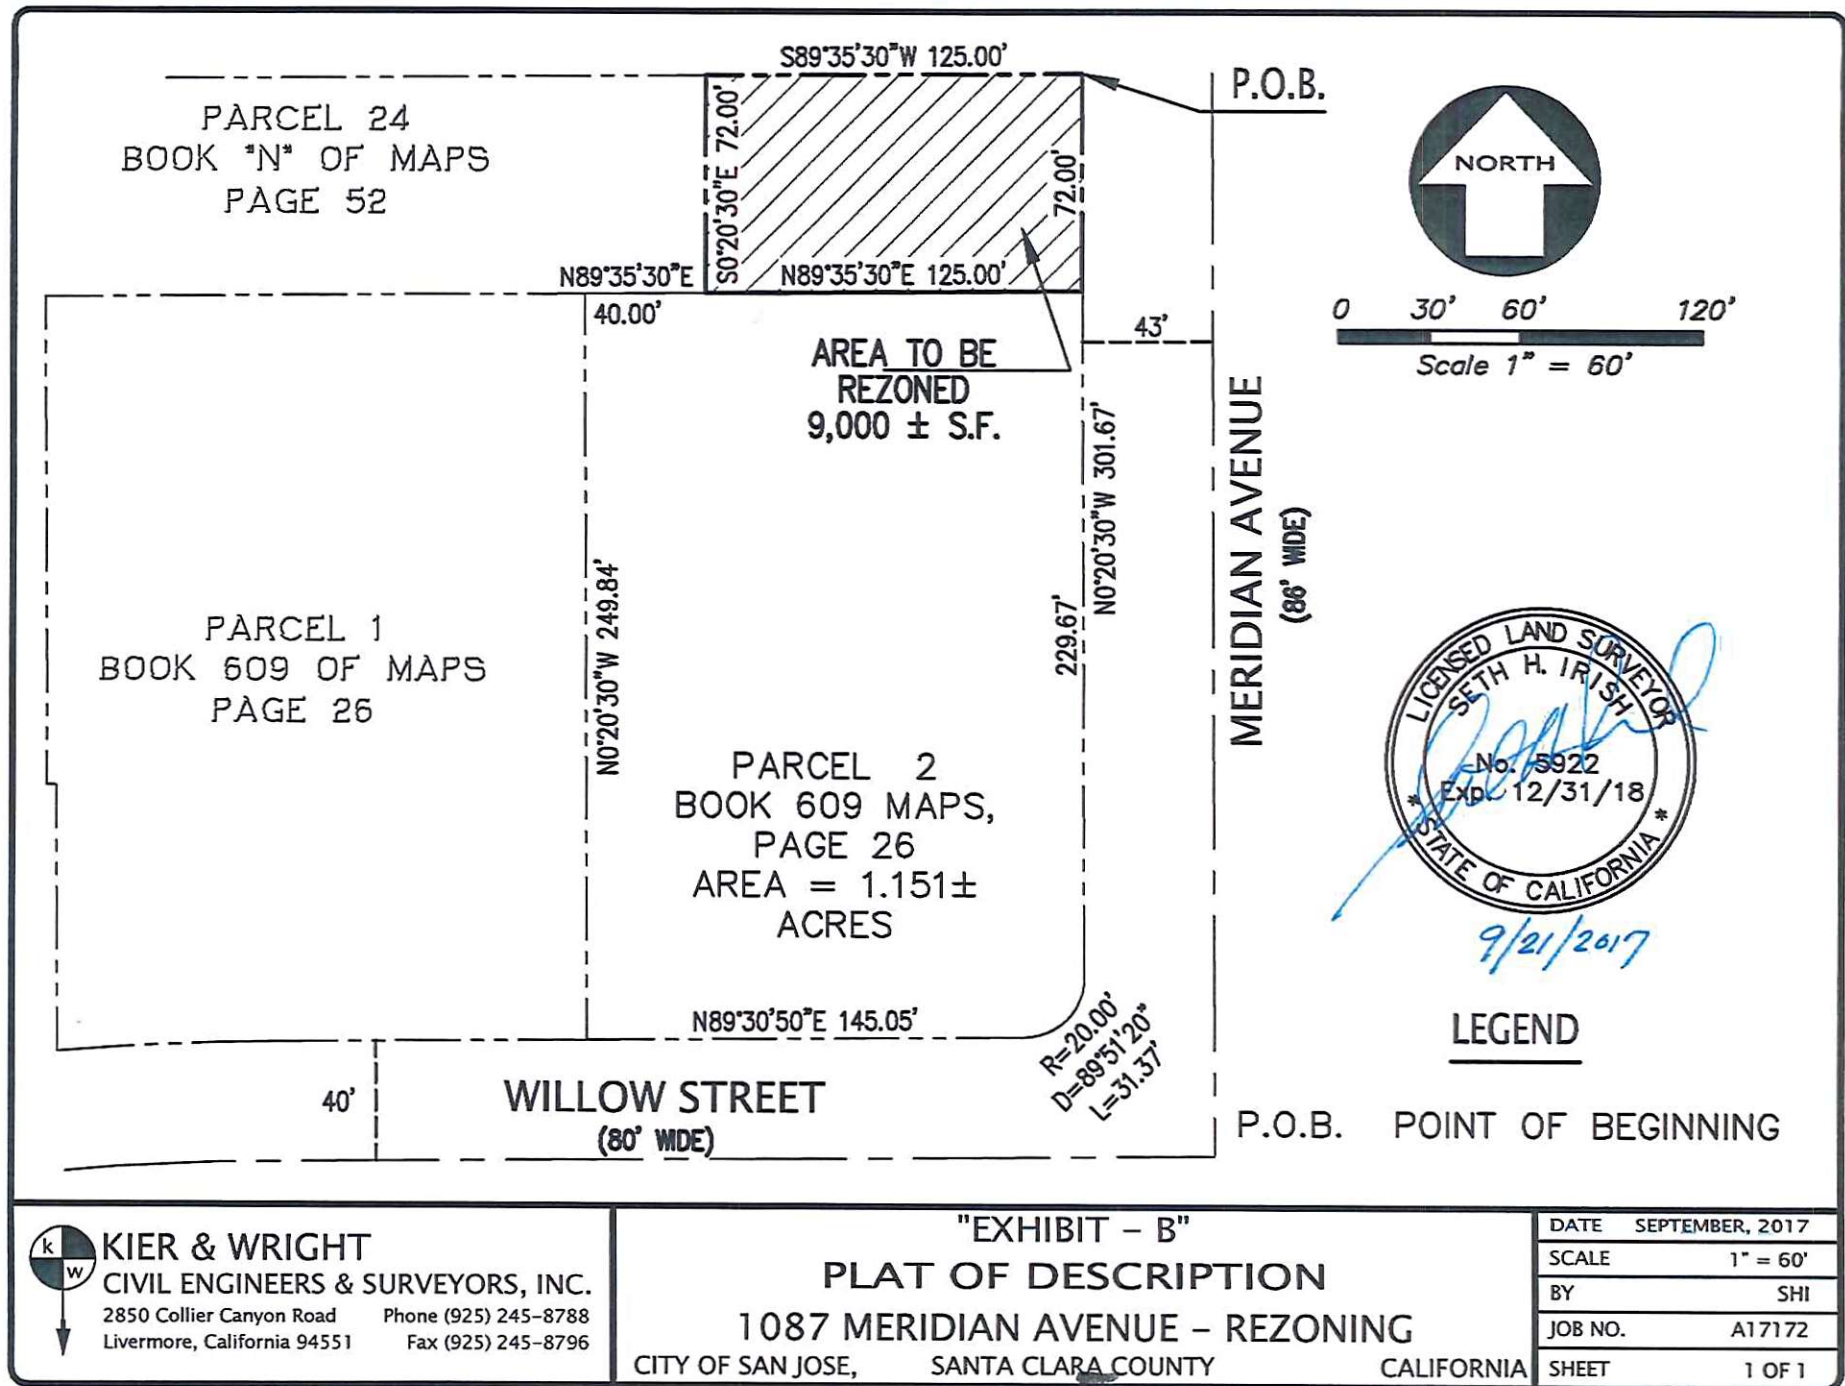 S89°35'30"W 125.00'
P.O.B.
PARCEL 24
BOOK "N" OF MAPS
PAGE 52
S0°20'30"E 72.00'
72.00'
N89°35'30"E
N89°35'30"E 125.00'
40.00'
43'
AREA TO BE
REZONED
9,000 ± S.F.
NORTH
0 30' 60' 120'
Scale 1" = 60'
MERIDIAN AVENUE
(86' WIDE)
N0°20'30"W 301.67'
229.67'
N0°20'30"W 249.84'
PARCEL 1
BOOK 609 OF MAPS
PAGE 26
PARCEL 2
BOOK 609 MAPS,
PAGE 26
AREA = 1.151±
ACRES
LICENSED LAND SURVEYOR
SETH H. IRISH
No. 5922
Exp. 12/31/18
* STATE OF CALIFORNIA *
9/21/2017
N89°30'50"E 145.05'
R=20.00'
D=89°51'20"
L=31.37'
40'
WILLOW STREET
(80' WIDE)
LEGEND
P.O.B. POINT OF BEGINNING
k
w
KIER & WRIGHT
CIVIL ENGINEERS & SURVEYORS, INC.
2850 Collier Canyon Road Phone (925) 245-8788
Livermore, California 94551 Fax (925) 245-8796
"EXHIBIT - B"
PLAT OF DESCRIPTION
1087 MERIDIAN AVENUE - REZONING
CITY OF SAN JOSE, SANTA CLARA COUNTY CALIFORNIA
DATE SEPTEMBER, 2017
SCALE 1" = 60'
BY SHI
JOB NO. A17172
SHEET 1 OF 1